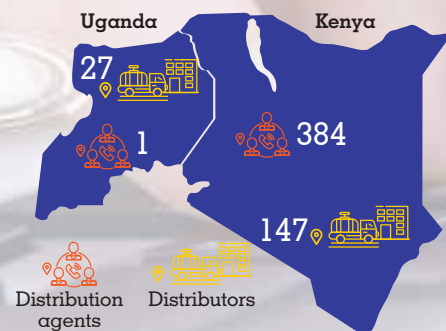 Uganda
Kenya
27
1
384
147
Distribution
agents
Distributors